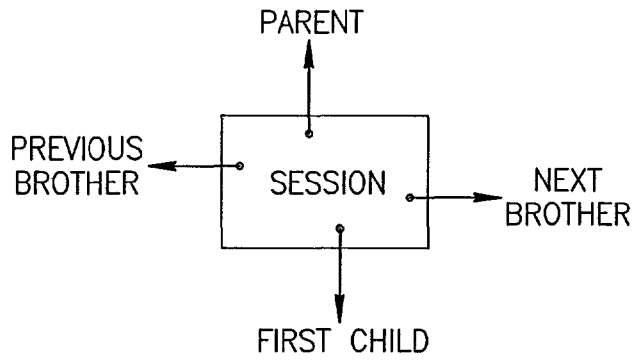 PARENT
PREVIOUS
BROTHER
SESSION
NEXT
BROTHER
FIRST CHILD